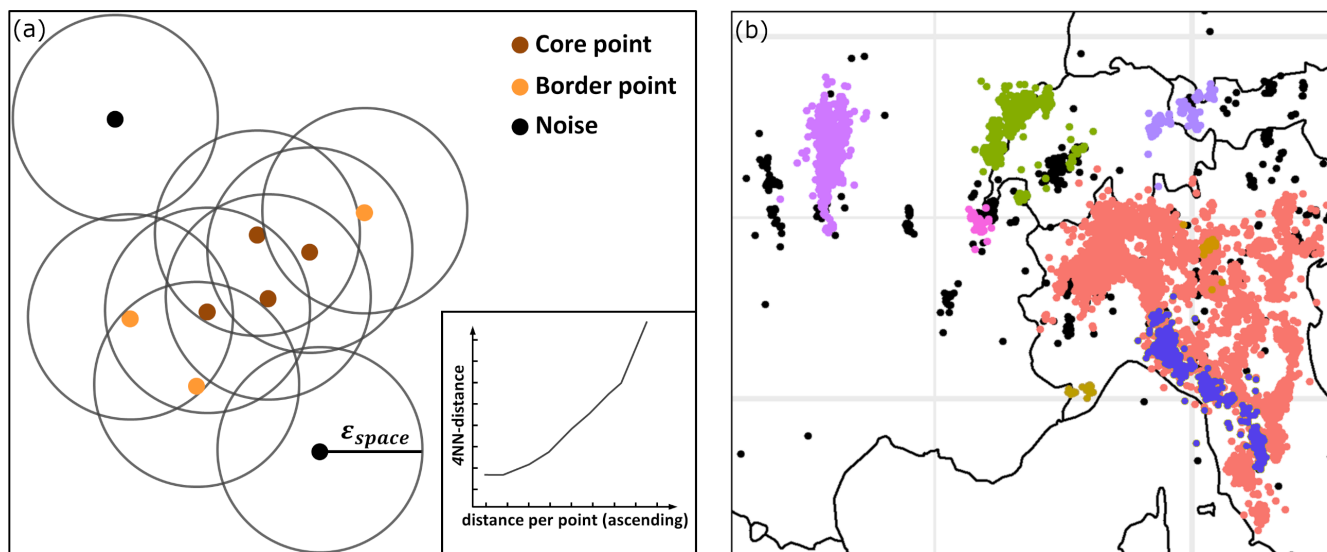 (a)
Core point
Border point
Noise
ε_space
4NN-distance
distance per point (ascending)
(b)